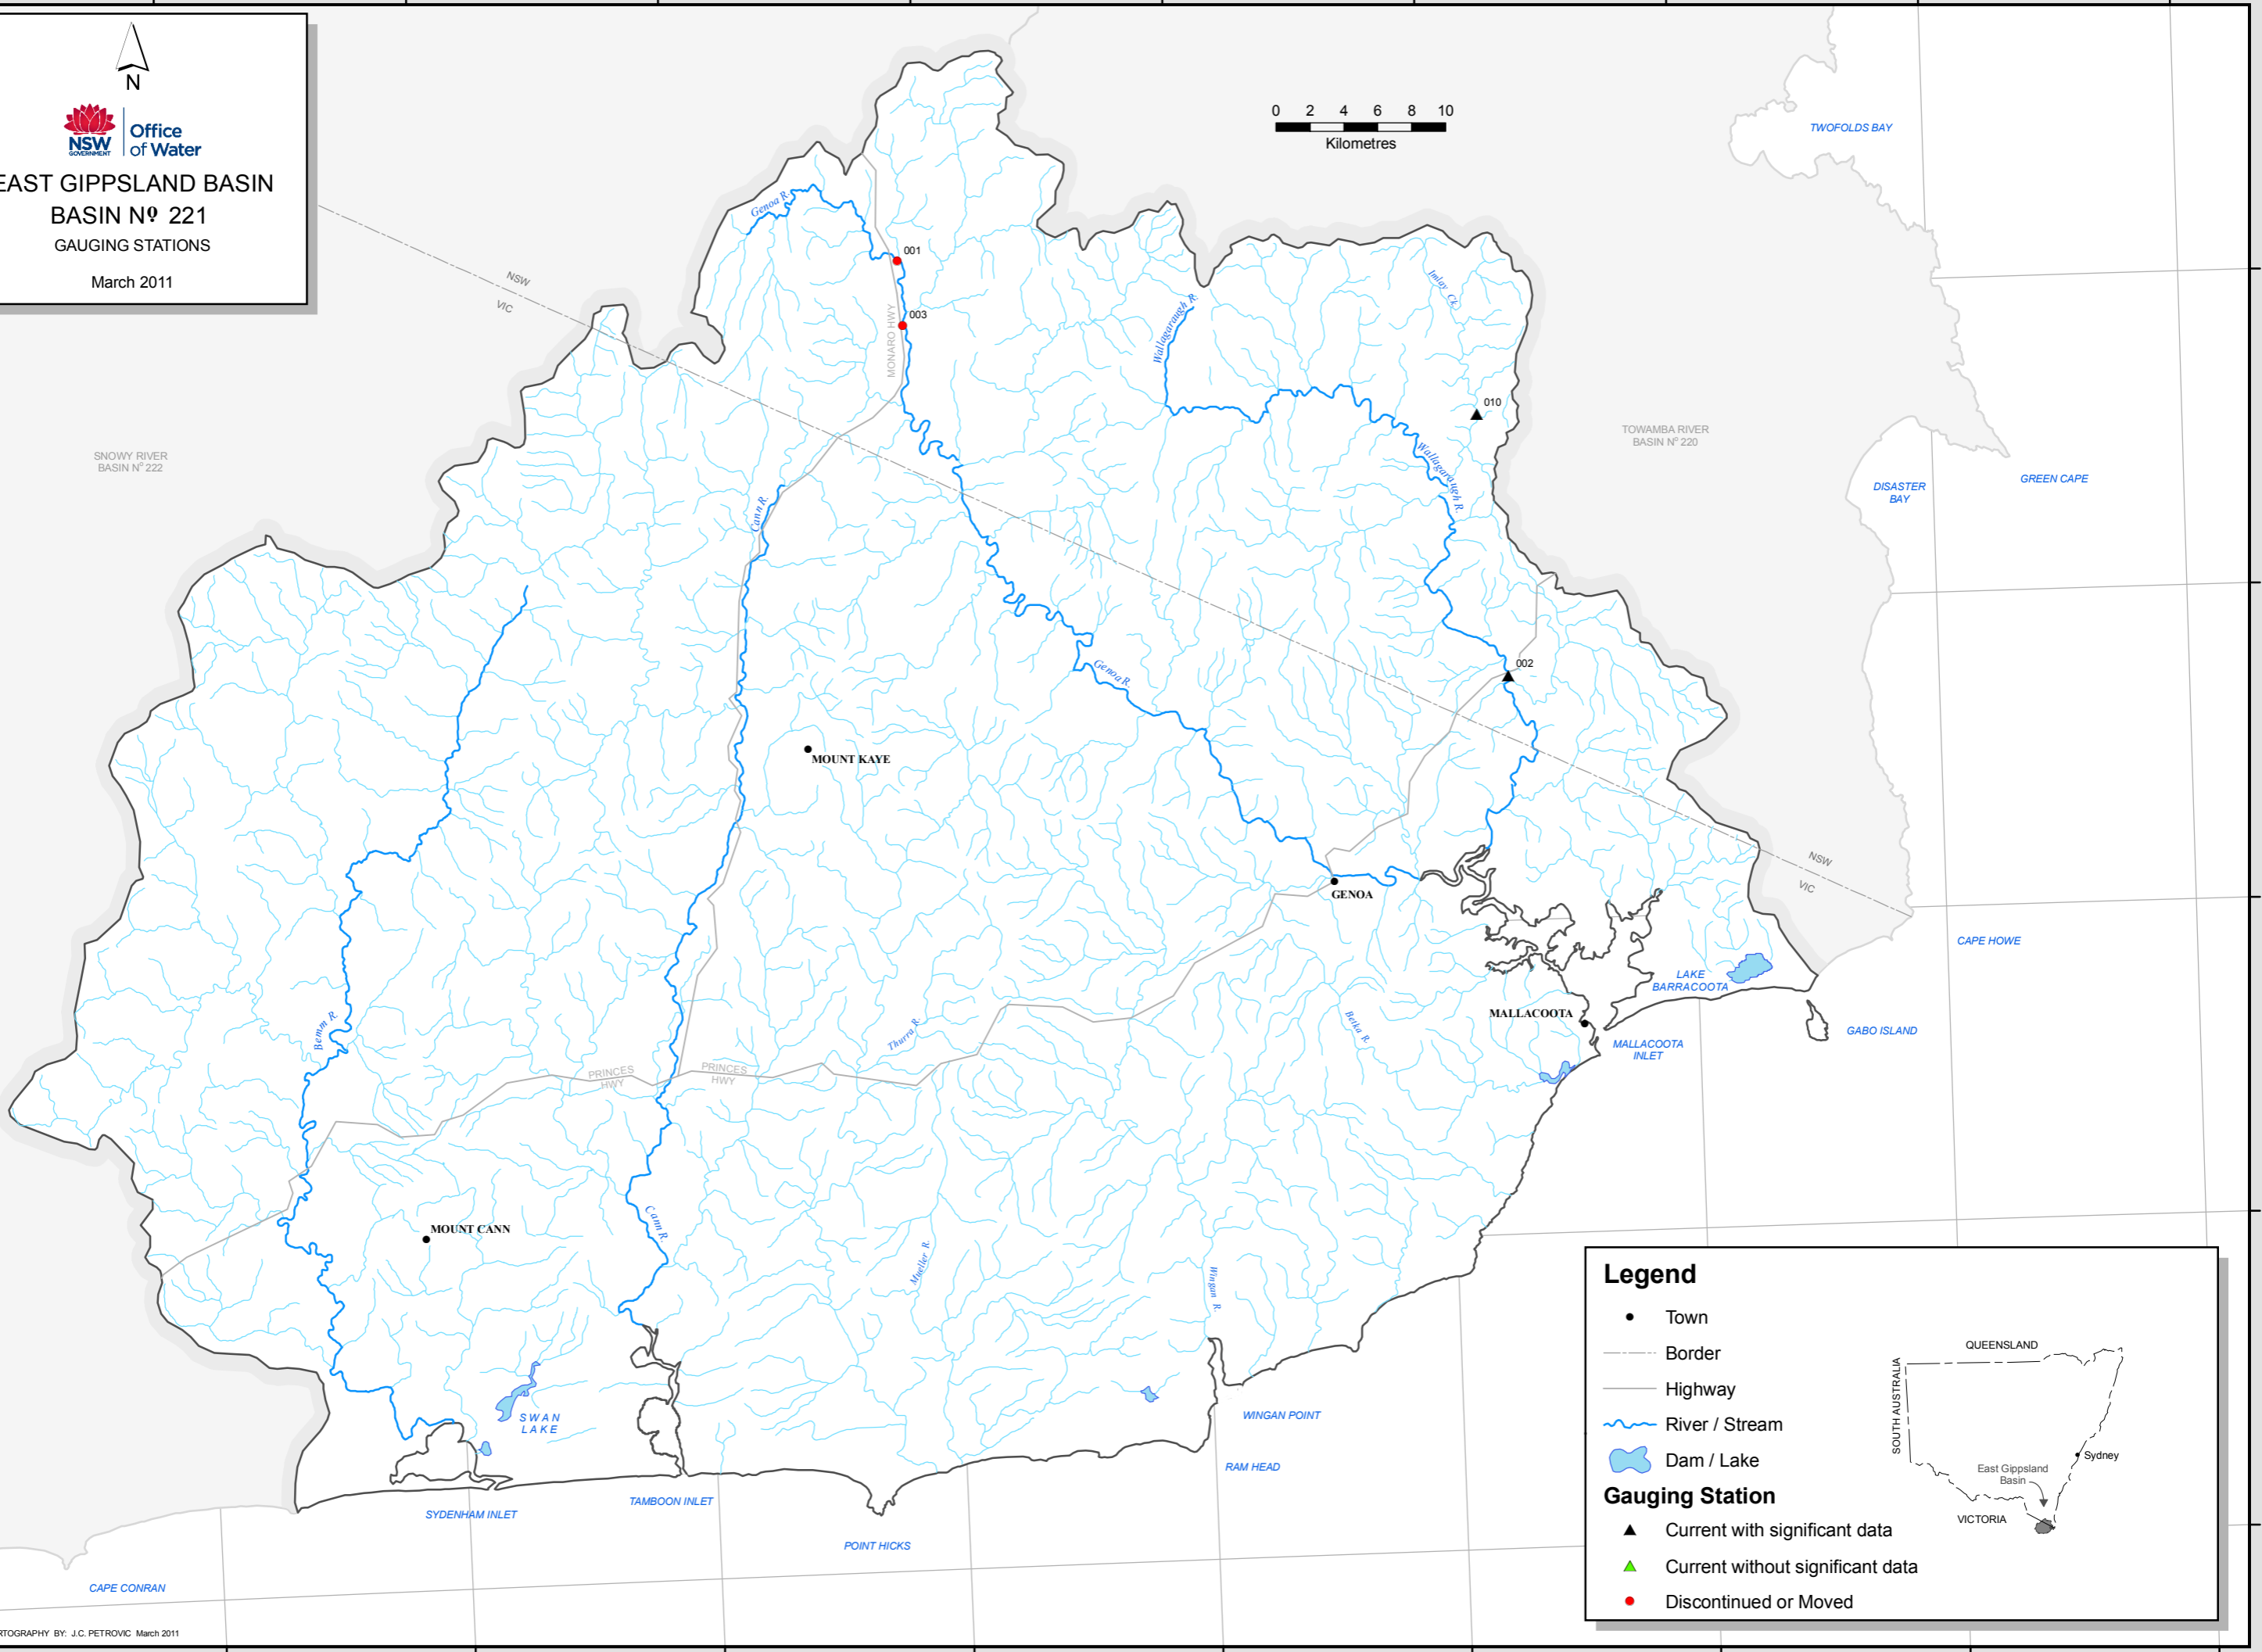 N
NSW
GOVERNMENT
Office
of Water
EAST GIPPSLAND BASIN
BASIN Nº 221
GAUGING STATIONS
March 2011
0 2 4 6 8 10
Kilometres
TWOFOLDS BAY
NSW
VIC
Genoa R.
001
003
MONARO HWY
Wallagaraugh R.
Imlay Ck.
010
Wallagaraugh R.
SNOWY RIVER
BASIN Nº 222
TOWAMBA RIVER
BASIN Nº 220
DISASTER
BAY
GREEN CAPE
Cann R.
Genoa R.
002
MOUNT KAYE
GENOA
NSW
VIC
CAPE HOWE
LAKE
BARRACOOTA
GABO ISLAND
MALLACOOTA
MALLACOOTA
INLET
Bemm R.
Thurra R.
Betka R.
PRINCES
HWY
PRINCES
HWY
MOUNT CANN
Cann R.
Mueller R.
Wingan R.
SWAN
LAKE
WINGAN POINT
RAM HEAD
SYDENHAM INLET
TAMBOON INLET
POINT HICKS
CAPE CONRAN
Legend
Town
Border
Highway
River / Stream
Dam / Lake
Gauging Station
Current with significant data
Current without significant data
Discontinued or Moved
QUEENSLAND
SOUTH AUSTRALIA
Sydney
East Gippsland
Basin
VICTORIA
RTOGRAPHY BY: J.C. PETROVIC March 2011